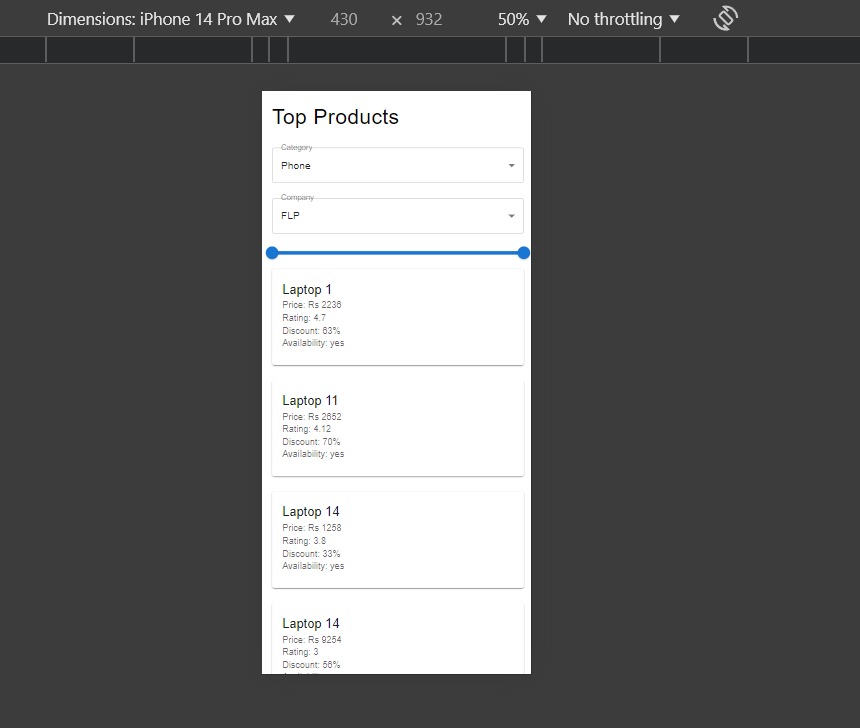 Dimensions: iPhone 14 Pro Max ▼ 430 × 932 50% ▼ No throttling ▼
Top Products
Category
Phone
Company
FLP
Laptop 1
Price: Rs 2236
Rating: 4.7
Discount: 63%
Availability: yes
Laptop 11
Price: Rs 2652
Rating: 4.12
Discount: 70%
Availability: yes
Laptop 14
Price: Rs 1258
Rating: 3.8
Discount: 33%
Availability: yes
Laptop 14
Price: Rs 9254
Rating: 3
Discount: 56%